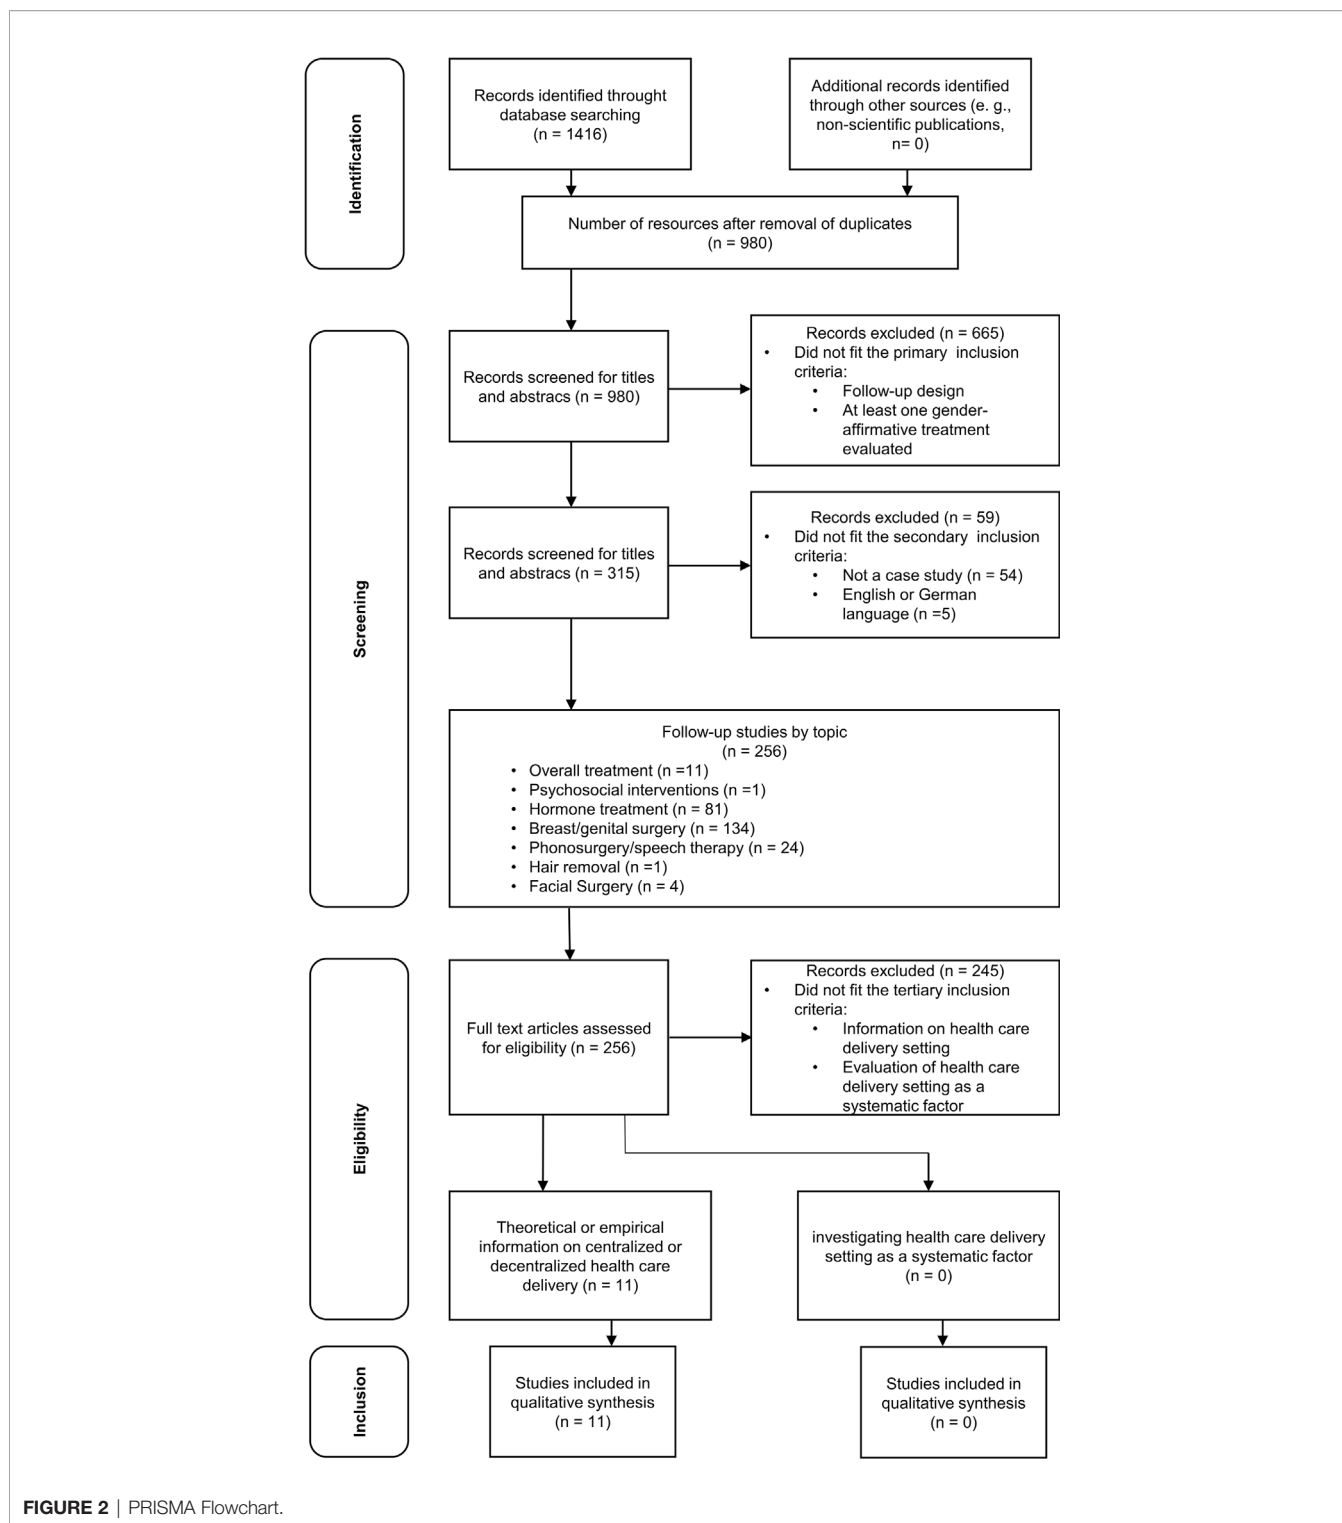 Identification
Records identified throught
database searching
(n = 1416)
Additional records identified
through other sources (e. g.,
non-scientific publications,
n= 0)
Number of resources after removal of duplicates
(n = 980)
Screening
Records screened for titles
and abstracs (n = 980)
Records excluded (n = 665)
• Did not fit the primary inclusion
criteria:
• Follow-up design
• At least one gender-
affirmative treatment
evaluated
Records screened for titles
and abstracs (n = 315)
Records excluded (n = 59)
• Did not fit the secondary inclusion
criteria:
• Not a case study (n = 54)
• English or German
language (n =5)
Follow-up studies by topic
(n = 256)
• Overall treatment (n =11)
• Psychosocial interventions (n =1)
• Hormone treatment (n = 81)
• Breast/genital surgery (n = 134)
• Phonosurgery/speech therapy (n = 24)
• Hair removal (n =1)
• Facial Surgery (n = 4)
Eligibility
Full text articles assessed
for eligibility (n = 256)
Records excluded (n = 245)
• Did not fit the tertiary inclusion
criteria:
• Information on health care
delivery setting
• Evaluation of health care
delivery setting as a
systematic factor
Theoretical or empirical
information on centralized or
decentralized health care
delivery (n = 11)
investigating health care delivery
setting as a systematic factor
(n = 0)
Inclusion
Studies included in
qualitative synthesis
(n = 11)
Studies included in
qualitative synthesis
(n = 0)
FIGURE 2 | PRISMA Flowchart.